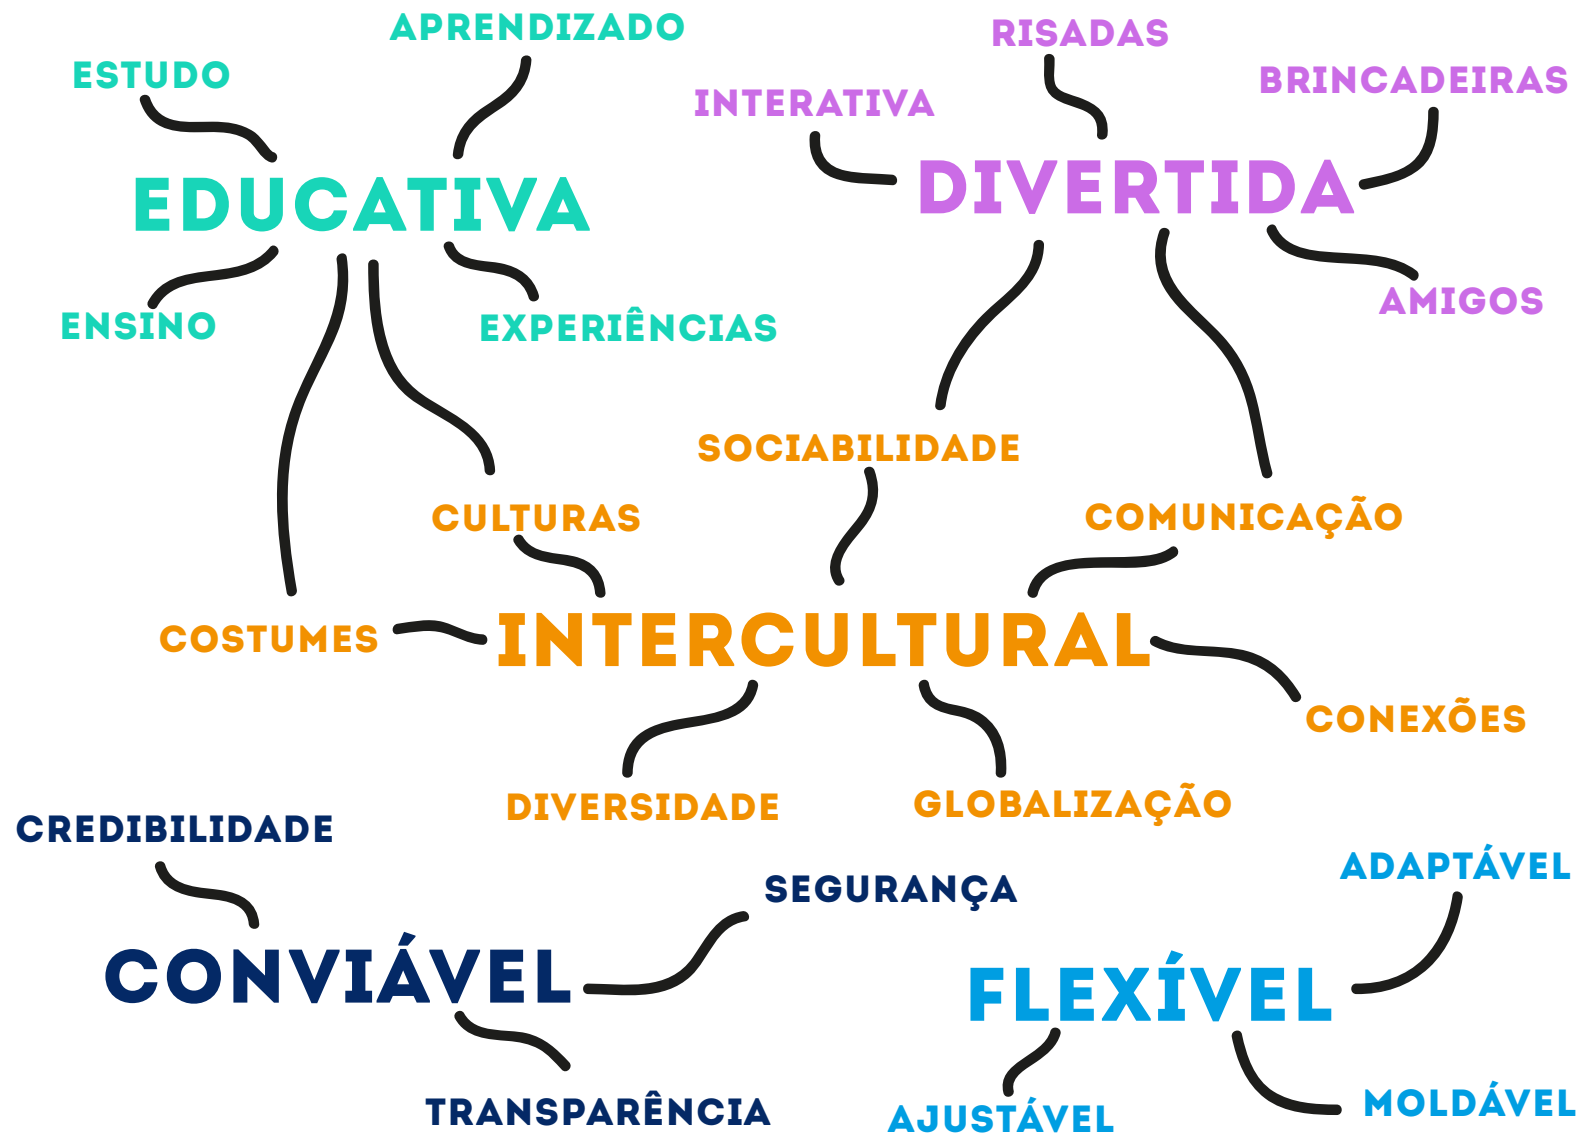 APRENDIZADO
ESTUDO
EDUCATIVA
ENSINO
EXPERIÊNCIAS
RISADAS
BRINCADEIRAS
INTERATIVA
DIVERTIDA
AMIGOS
SOCIABILIDADE
CULTURAS
COMUNICAÇÃO
COSTUMES
INTERCULTURAL
CONEXÕES
DIVERSIDADE
GLOBALIZAÇÃO
CREDIBILIDADE
SEGURANÇA
CONVIÁVEL
TRANSPARÊNCIA
ADAPTÁVEL
FLEXÍVEL
AJUSTÁVEL
MOLDÁVEL